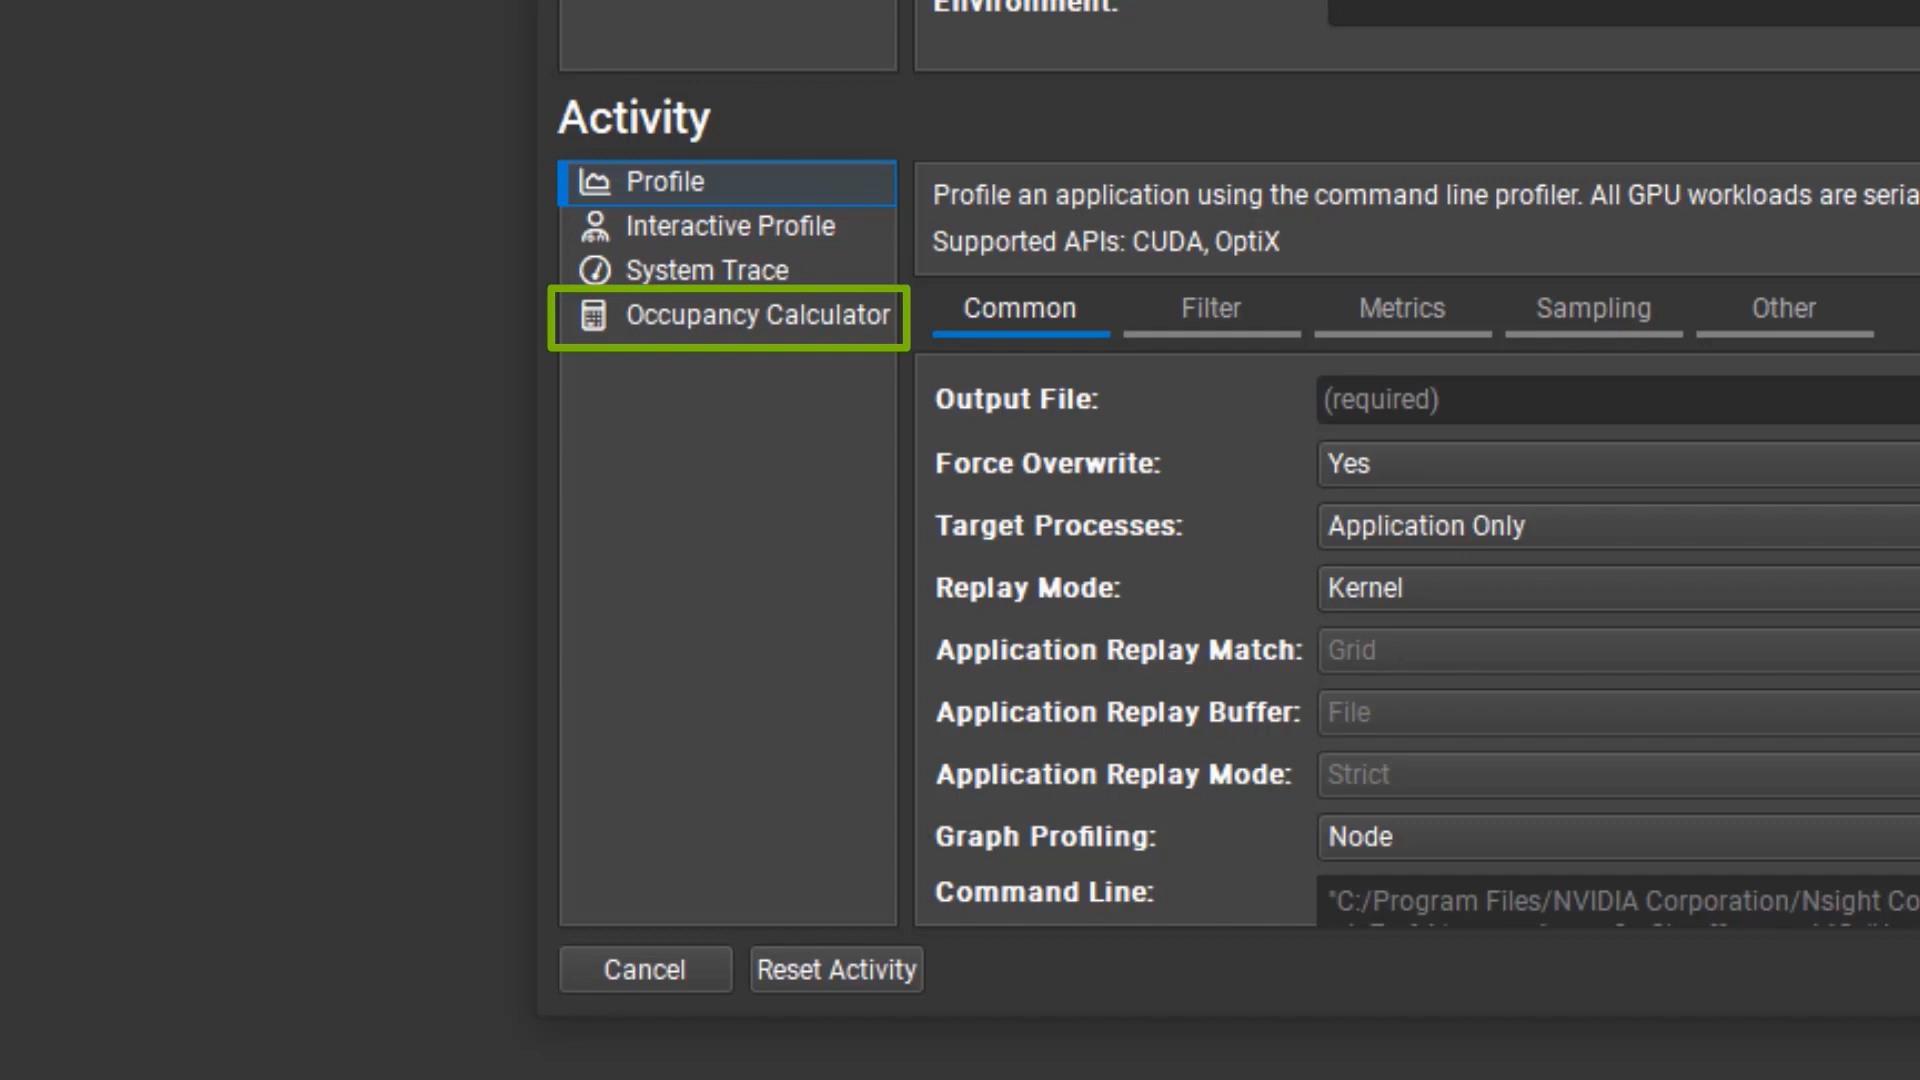 Environment:
Activity
Profile
Interactive Profile
System Trace
Occupancy Calculator
Profile an application using the command line profiler. All GPU workloads are seria
Supported APIs: CUDA, OptiX
Common Filter Metrics Sampling Other
Output File: (required)
Force Overwrite: Yes
Target Processes: Application Only
Replay Mode: Kernel
Application Replay Match: Grid
Application Replay Buffer: File
Application Replay Mode: Strict
Graph Profiling: Node
Command Line: "C:/Program Files/NVIDIA Corporation/Nsight Co
Cancel Reset Activity